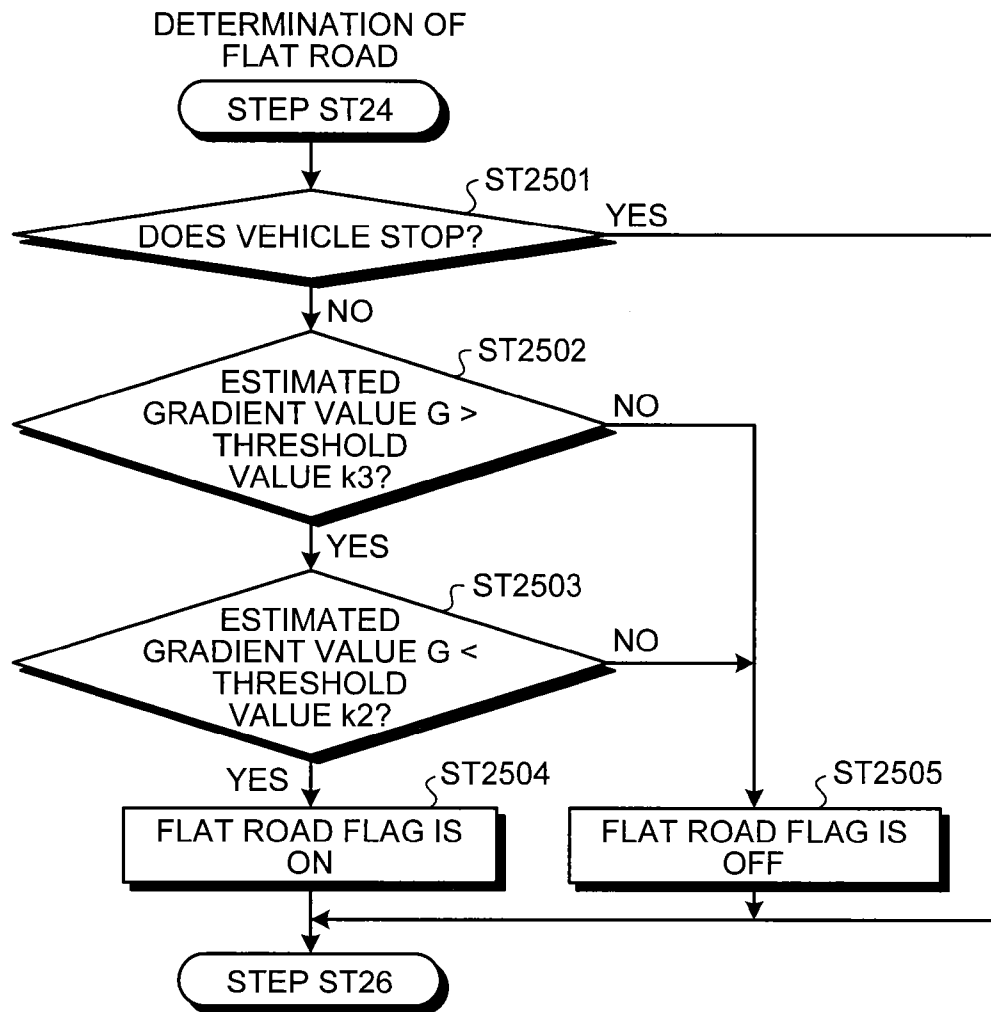 DETERMINATION OF
FLAT ROAD
STEP ST24
ST2501
DOES VEHICLE STOP?
YES
NO
ST2502
ESTIMATED
GRADIENT VALUE G >
THRESHOLD
VALUE k3?
NO
YES
ST2503
ESTIMATED
GRADIENT VALUE G <
THRESHOLD
VALUE k2?
NO
YES
ST2504
FLAT ROAD FLAG IS
ON
ST2505
FLAT ROAD FLAG IS
OFF
STEP ST26